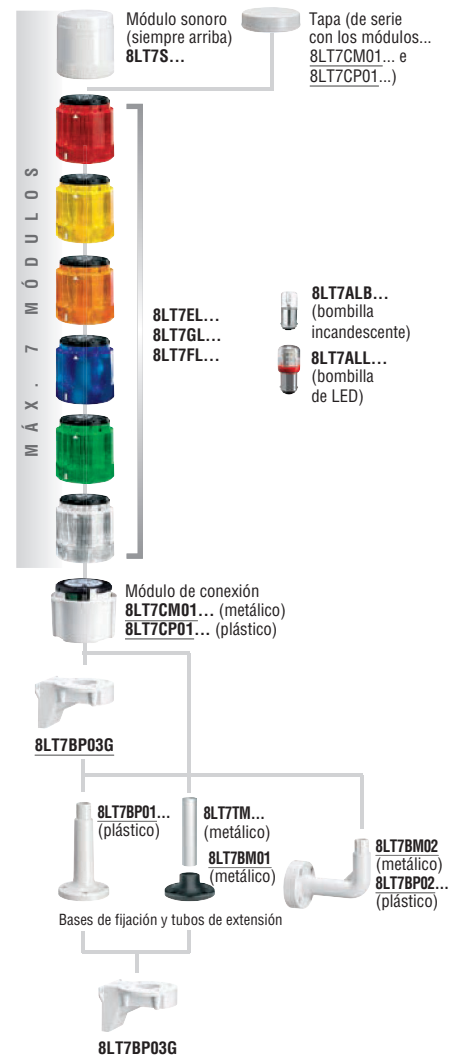 Módulo sonoro
(siempre arriba)
8LT7S...
Tapa (de serie
con los módulos...
8LT7CM01... e
8LT7CP01...)
MÁX. 7 MÓDULOS
8LT7EL...
8LT7GL...
8LT7FL...
8LT7ALB...
(bombilla
incandescente)
8LT7ALL...
(bombilla
de LED)
Módulo de conexión
8LT7CM01... (metálico)
8LT7CP01... (plástico)
8LT7BP03G
8LT7BP01...
(plástico)
8LT7TM...
(metálico)
8LT7BM01
(metálico)
8LT7BM02
(metálico)
8LT7BP02...
(plástico)
Bases de fijación y tubos de extensión
8LT7BP03G